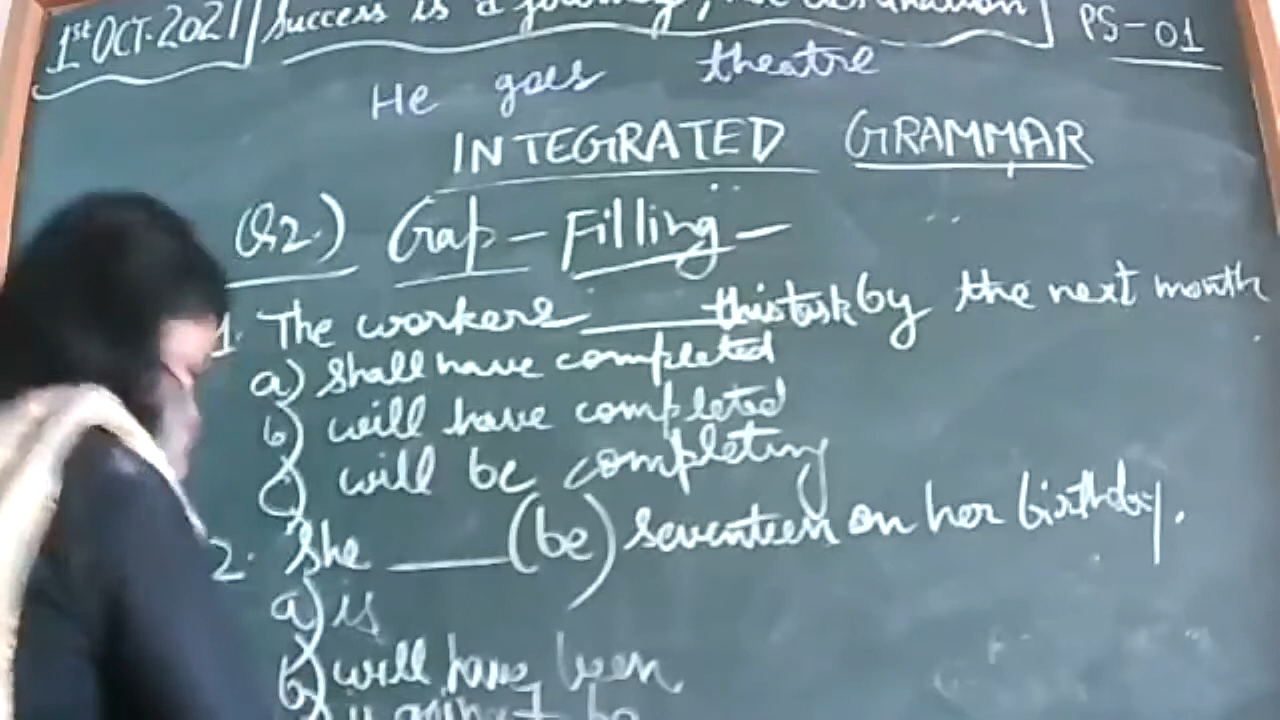 1st OCT. 2021 Success is a journey, not destination PS-01
He goes theatre
INTEGRATED GRAMMAR
Q2.) Gap-Filling-
1. The workers ______ this task by the next month
a) shall have completed
b) will have completed
c) will be completing
2. She ______ (be) seventeen on her birthday.
a) is
b) will have been
is going to be